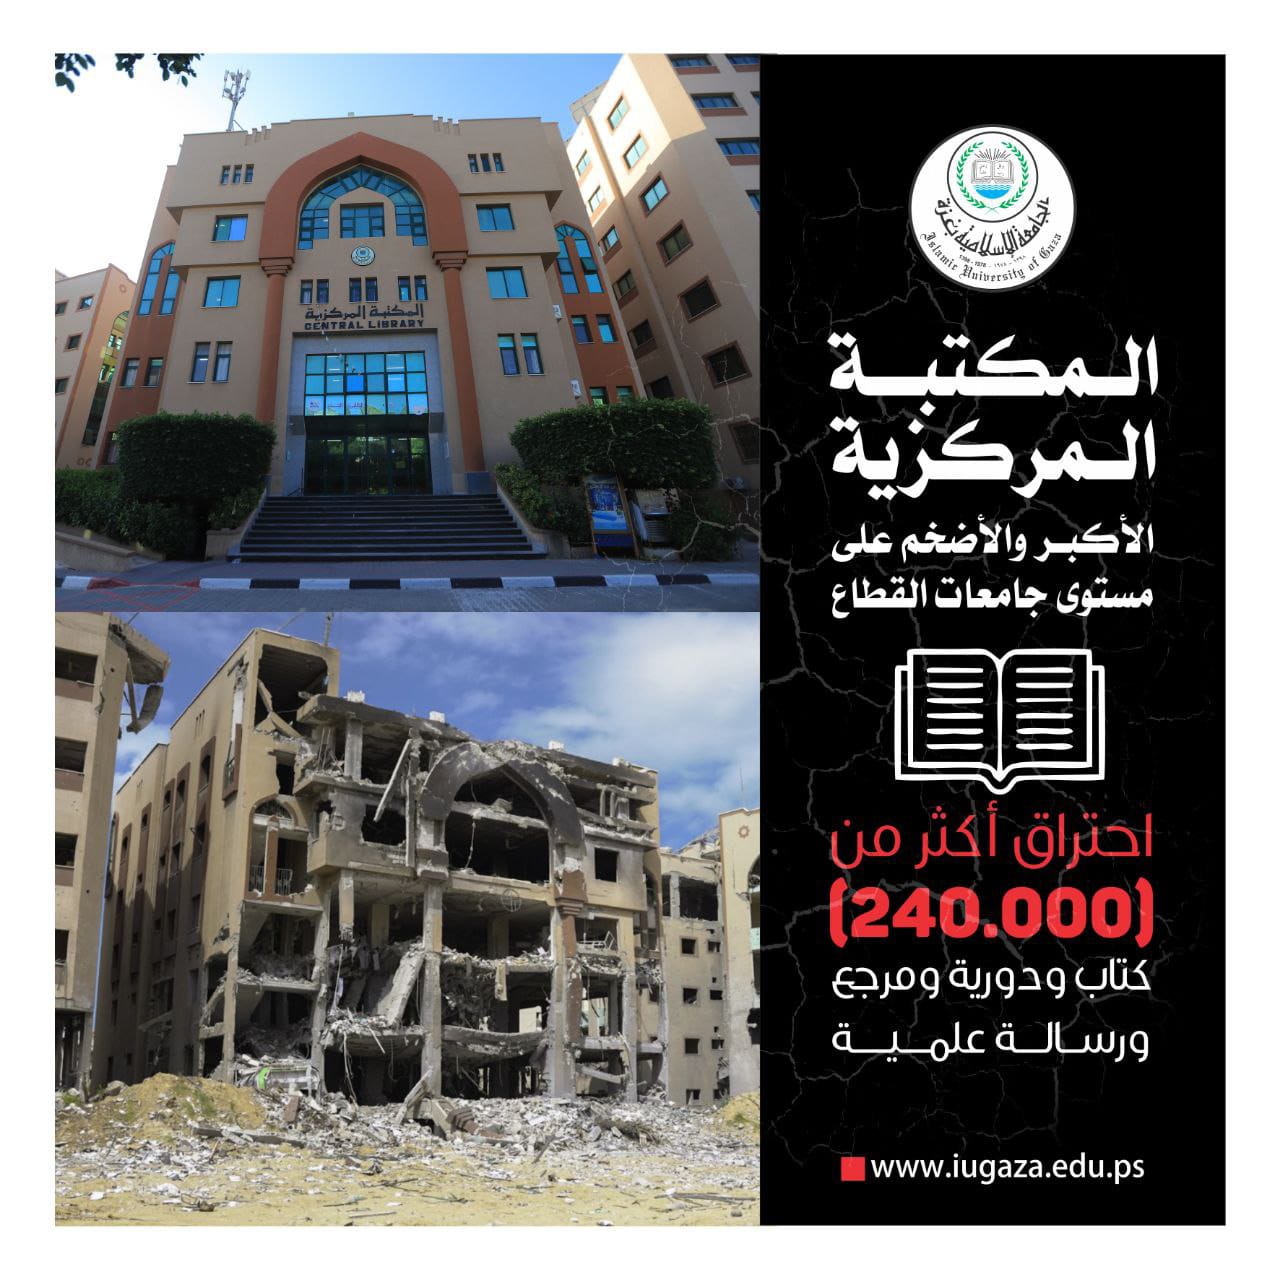 المكتبة المركزية
CENTRAL LIBRARY
الجامعة الإسلامية بغزة
Islamic University of Gaza
المكتبة
المركزية
الأكبر والأضخم على
مستوى جامعات القطاع
احتراق أكثر من
(240.000)
كتاب ودورية ومرجع
ورسالة علمية
www.iugaza.edu.ps